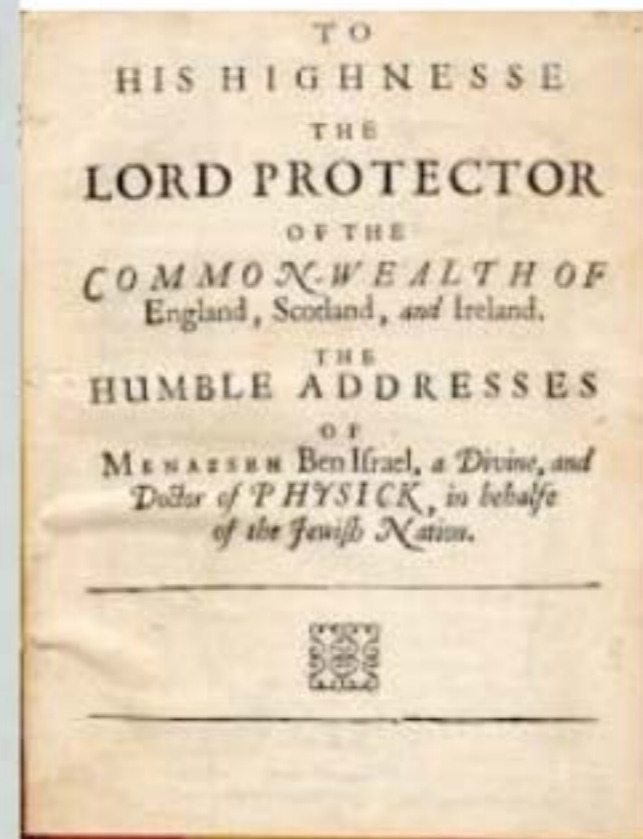 TO
HIS HIGHNESSE
THE
LORD PROTECTOR
OF THE
COMMON-WEALTH OF
England, Scotland, and Ireland.
THE
HUMBLE ADDRESSES
OF
MENASSEH Ben Iſrael, a Divine, and
Doctor of PHYSICK, in behalfe
of the Jewiſh Nation.